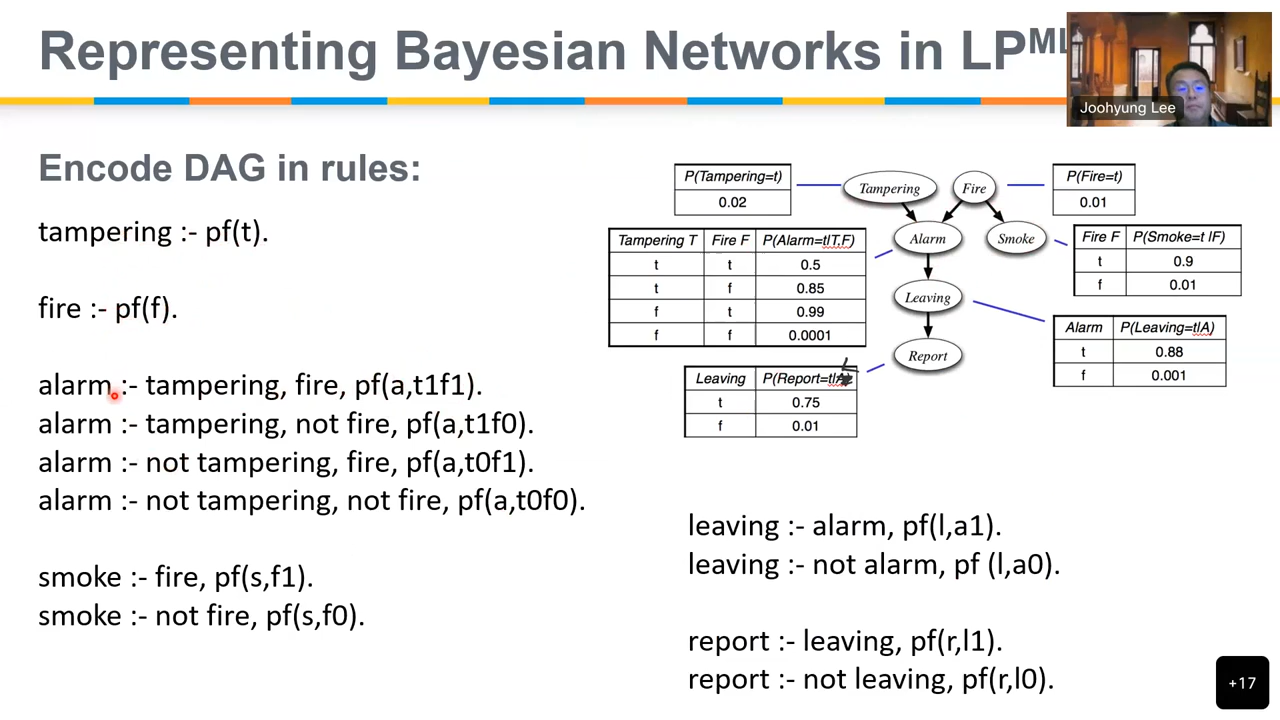 Representing Bayesian Networks in LPML
Joohyung Lee
Encode DAG in rules:
tampering :- pf(t).
fire :- pf(f).
alarm :- tampering, fire, pf(a,t1f1).
alarm :- tampering, not fire, pf(a,t1f0).
alarm :- not tampering, fire, pf(a,t0f1).
alarm :- not tampering, not fire, pf(a,t0f0).
smoke :- fire, pf(s,f1).
smoke :- not fire, pf(s,f0).
P(Tampering=t)
0.02
Tampering
Fire
P(Fire=t)
0.01
Tampering T Fire F P(Alarm=t|T,F)
t t 0.5
t f 0.85
f t 0.99
f f 0.0001
Alarm
Smoke
Fire F P(Smoke=t |F)
t 0.9
f 0.01
Leaving
Alarm P(Leaving=t|A)
t 0.88
f 0.001
Report
Leaving P(Report=t|
t 0.75
f 0.01
L
leaving :- alarm, pf(l,a1).
leaving :- not alarm, pf (l,a0).
report :- leaving, pf(r,l1).
report :- not leaving, pf(r,l0).
+17